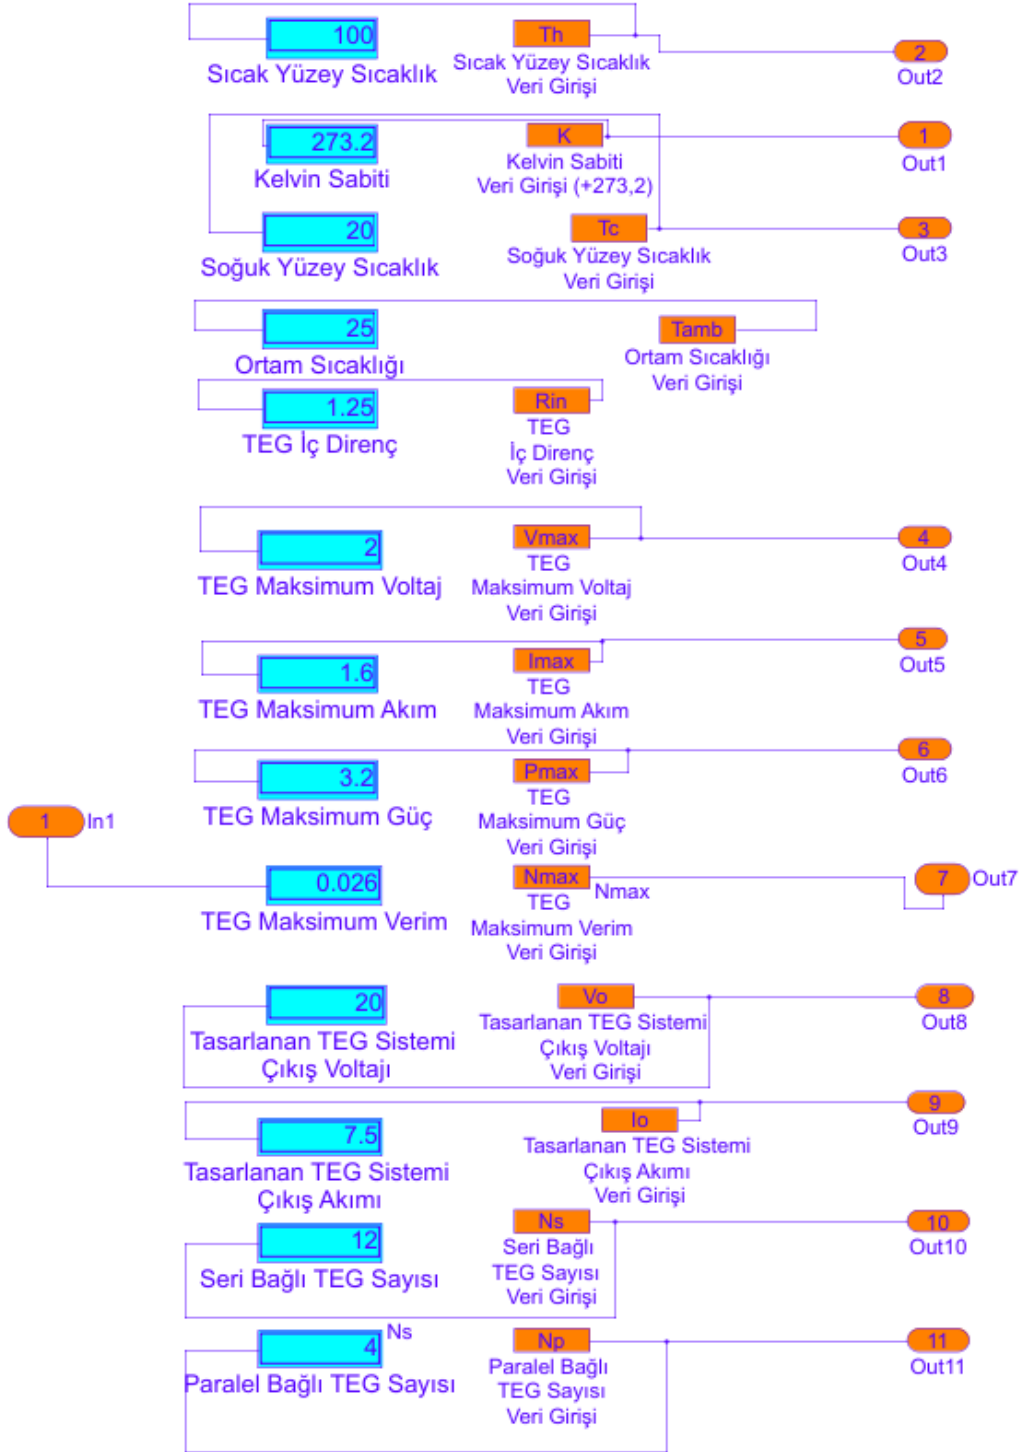 100
Th
2
Sıcak Yüzey Sıcaklık
Sıcak Yüzey Sıcaklık
Veri Girişi
Out2
273.2
K
1
Kelvin Sabiti
Kelvin Sabiti
Veri Girişi (+273,2)
Out1
20
Tc
3
Soğuk Yüzey Sıcaklık
Soğuk Yüzey Sıcaklık
Veri Girişi
Out3
25
Tamb
Ortam Sıcaklığı
Ortam Sıcaklığı
Veri Girişi
1.25
Rin
TEG İç Direnç
TEG
İç Direnç
Veri Girişi
2
Vmax
4
TEG Maksimum Voltaj
TEG
Maksimum Voltaj
Veri Girişi
Out4
1.6
Imax
5
TEG Maksimum Akım
TEG
Maksimum Akım
Veri Girişi
Out5
3.2
Pmax
6
TEG Maksimum Güç
TEG
Maksimum Güç
Veri Girişi
Out6
1
In1
0.026
Nmax
Nmax
7
Out7
TEG Maksimum Verim
TEG
Maksimum Verim
Veri Girişi
20
Vo
8
Tasarlanan TEG Sistemi
Çıkış Voltajı
Tasarlanan TEG Sistemi
Çıkış Voltajı
Veri Girişi
Out8
7.5
Io
9
Tasarlanan TEG Sistemi
Çıkış Akımı
Tasarlanan TEG Sistemi
Çıkış Akımı
Veri Girişi
Out9
12
Ns
10
Seri Bağlı TEG Sayısı
Seri Bağlı
TEG Sayısı
Veri Girişi
Out10
Ns
4
Np
11
Paralel Bağlı TEG Sayısı
Paralel Bağlı
TEG Sayısı
Veri Girişi
Out11